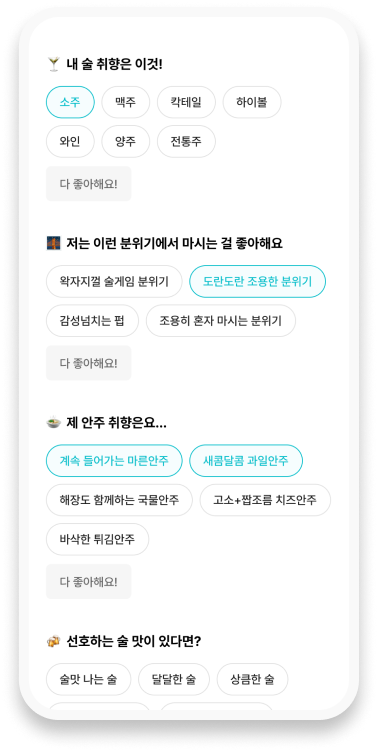 🍸 내 술 취향은 이것!
소주 맥주 칵테일 하이볼
와인 양주 전통주
다 좋아해요!
🌉 저는 이런 분위기에서 마시는 걸 좋아해요
왁자지껄 술게임 분위기 도란도란 조용한 분위기
감성넘치는 펍 조용히 혼자 마시는 분위기
다 좋아해요!
🍲 제 안주 취향은요...
계속 들어가는 마른안주 새콤달콤 과일안주
해장도 함께하는 국물안주 고소+짭조름 치즈안주
바삭한 튀김안주
다 좋아해요!
🍻 선호하는 술 맛이 있다면?
술맛 나는 술 달달한 술 상큼한 술